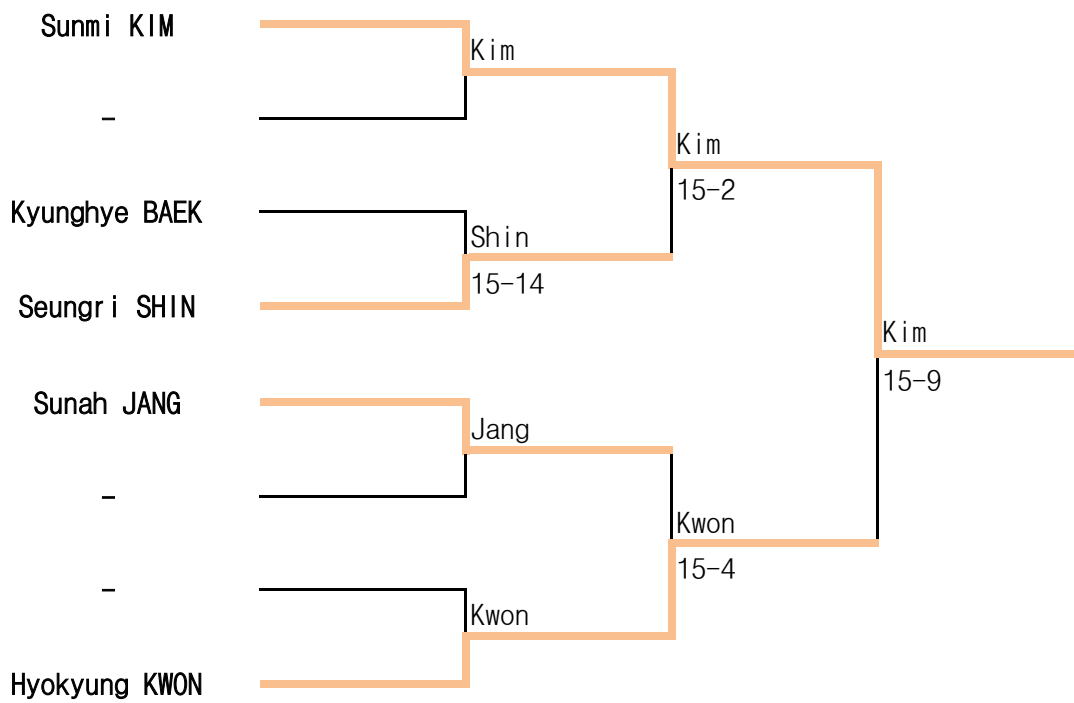 Sunmi KIM
Kim
-
Kim
15-2
Kyunghye BAEK
Shin
15-14
Seungri SHIN
Kim
15-9
Sunah JANG
Jang
-
Kwon
15-4
-
Kwon
Hyokyung KWON